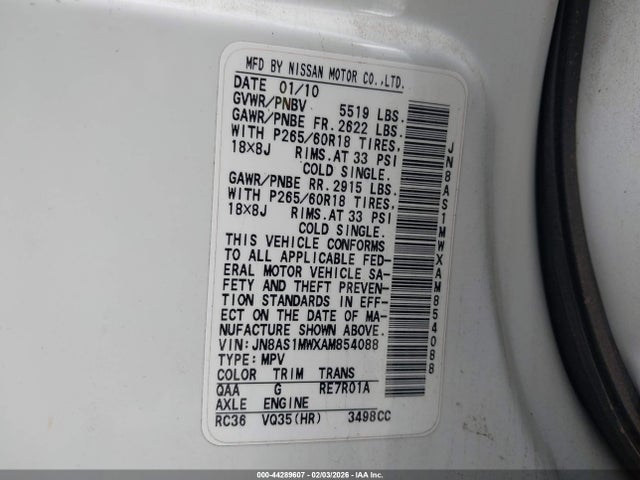 MFD BY NISSAN MOTOR CO.,LTD.
DATE 01/10
GVWR/PNBV 5519 LBS.
GAWR/PNBE FR. 2622 LBS.
WITH P265/60R18 TIRES.
18X8J RIMS.AT 33 PSI
COLD SINGLE.
GAWR/PNBE RR. 2915 LBS.
WITH P265/60R18 TIRES.
18X8J RIMS.AT 33 PSI
COLD SINGLE.
THIS VEHICLE CONFORMS
TO ALL APPLICABLE FED-
ERAL MOTOR VEHICLE SA-
FETY AND THEFT PREVEN-
TION STANDARDS IN EFF-
ECT ON THE DATE OF MA-
NUFACTURE SHOWN ABOVE.
VIN: JN8AS1MWXAM854088
TYPE: MPV
COLOR TRIM TRANS
QAA G RE7R01A
AXLE ENGINE
RC36 VQ35(HR) 3498CC
JN8AS1MWXAM854088
000-44289607 - 02/03/2026 - Copyright IAA, Inc.